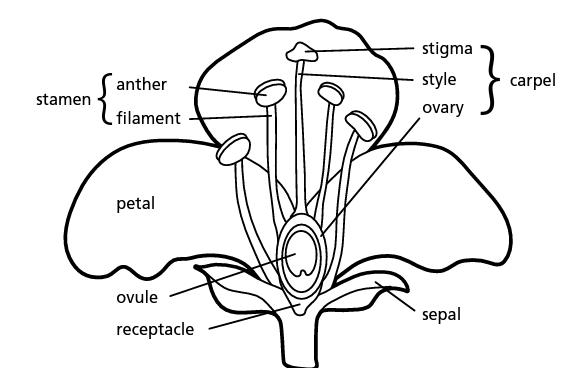 stigma
anther
style
carpel
stamen
filament
ovary
petal
ovule
receptacle
sepal